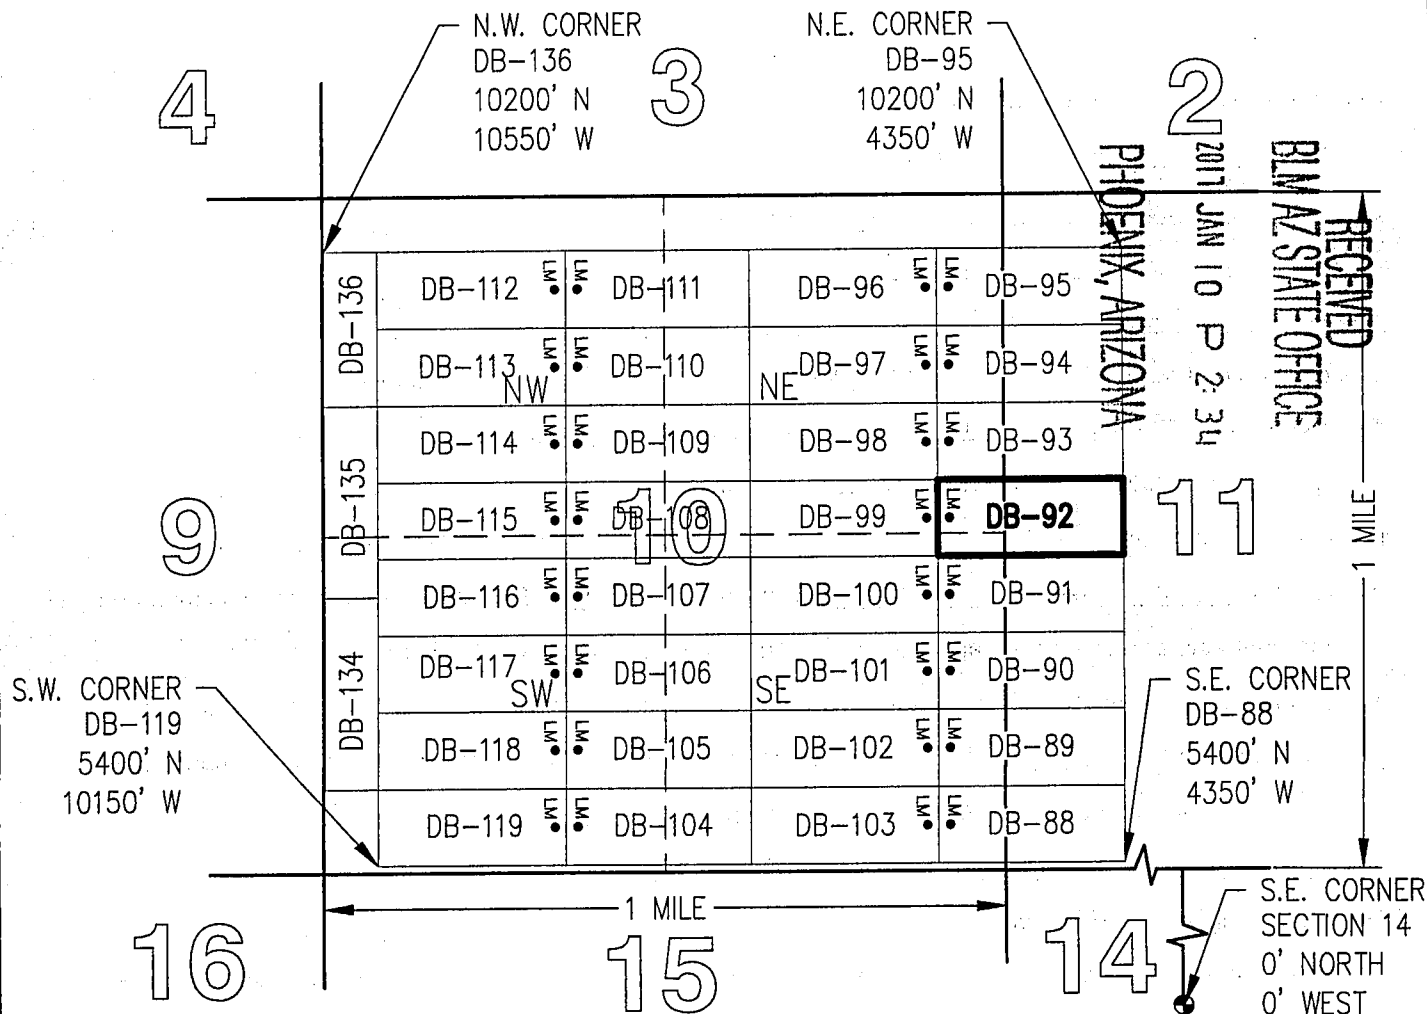 N.W. CORNER
DB-136
10200' N
10550' W
N.E. CORNER
DB-95
10200' N
4350' W
4
3
2
RECEIVED
BLM AZ STATE OFFICE
2017 JAN 10 P 2:34
PHOENIX, ARIZONA
DB-136
DB-112 LM LM DB-111 DB-96 LM LM DB-95
DB-113 LM LM DB-110 DB-97 LM LM DB-94
NW NE
DB-114 LM LM DB-109 DB-98 LM LM DB-93
DB-135
DB-115 LM LM DB-108 DB-99 LM LM DB-92
9 10 11
1 MILE
DB-116 LM LM DB-107 DB-100 LM LM DB-91
DB-134
DB-117 LM LM DB-106 DB-101 LM LM DB-90
SW SE
DB-118 LM LM DB-105 DB-102 LM LM DB-89
DB-119 LM LM DB-104 DB-103 LM LM DB-88
S.W. CORNER
DB-119
5400' N
10150' W
S.E. CORNER
DB-88
5400' N
4350' W
1 MILE
16
15
14
S.E. CORNER
SECTION 14
0' NORTH
0' WEST